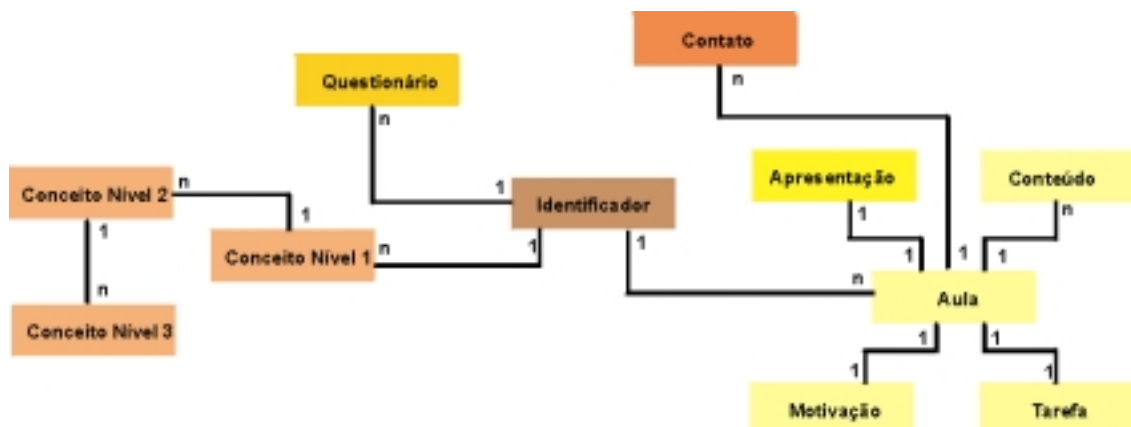 Contato
n
Questionário
n
Apresentação
1
Conteúdo
n
Conceito Nível 2
n
1
Identificador
1
1
Conceito Nível 1
n
1
1
1
1
1
n
Aula
n
Conceito Nível 3
1
1
1
1
Motivação
Tarefa